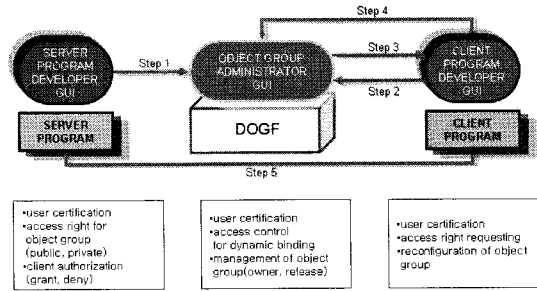 Step 4
SERVER
PROGRAM
DEVELOPER
GUI
Step 1
OBJECT GROUP
ADMINISTRATOR
GUI
Step 3
Step 2
CLIENT
PROGRAM
DEVELOPER
GUI
SERVER
PROGRAM
DOGF
CLIENT
PROGRAM
Step 5
•user certification
•access right for
object group
(public, private)
•client authorization
(grant, deny)
•user certification
•access control
for dynamic binding
•management of object
group(owner, release)
•user certification
•access right requesting
•reconfiguration of object
group